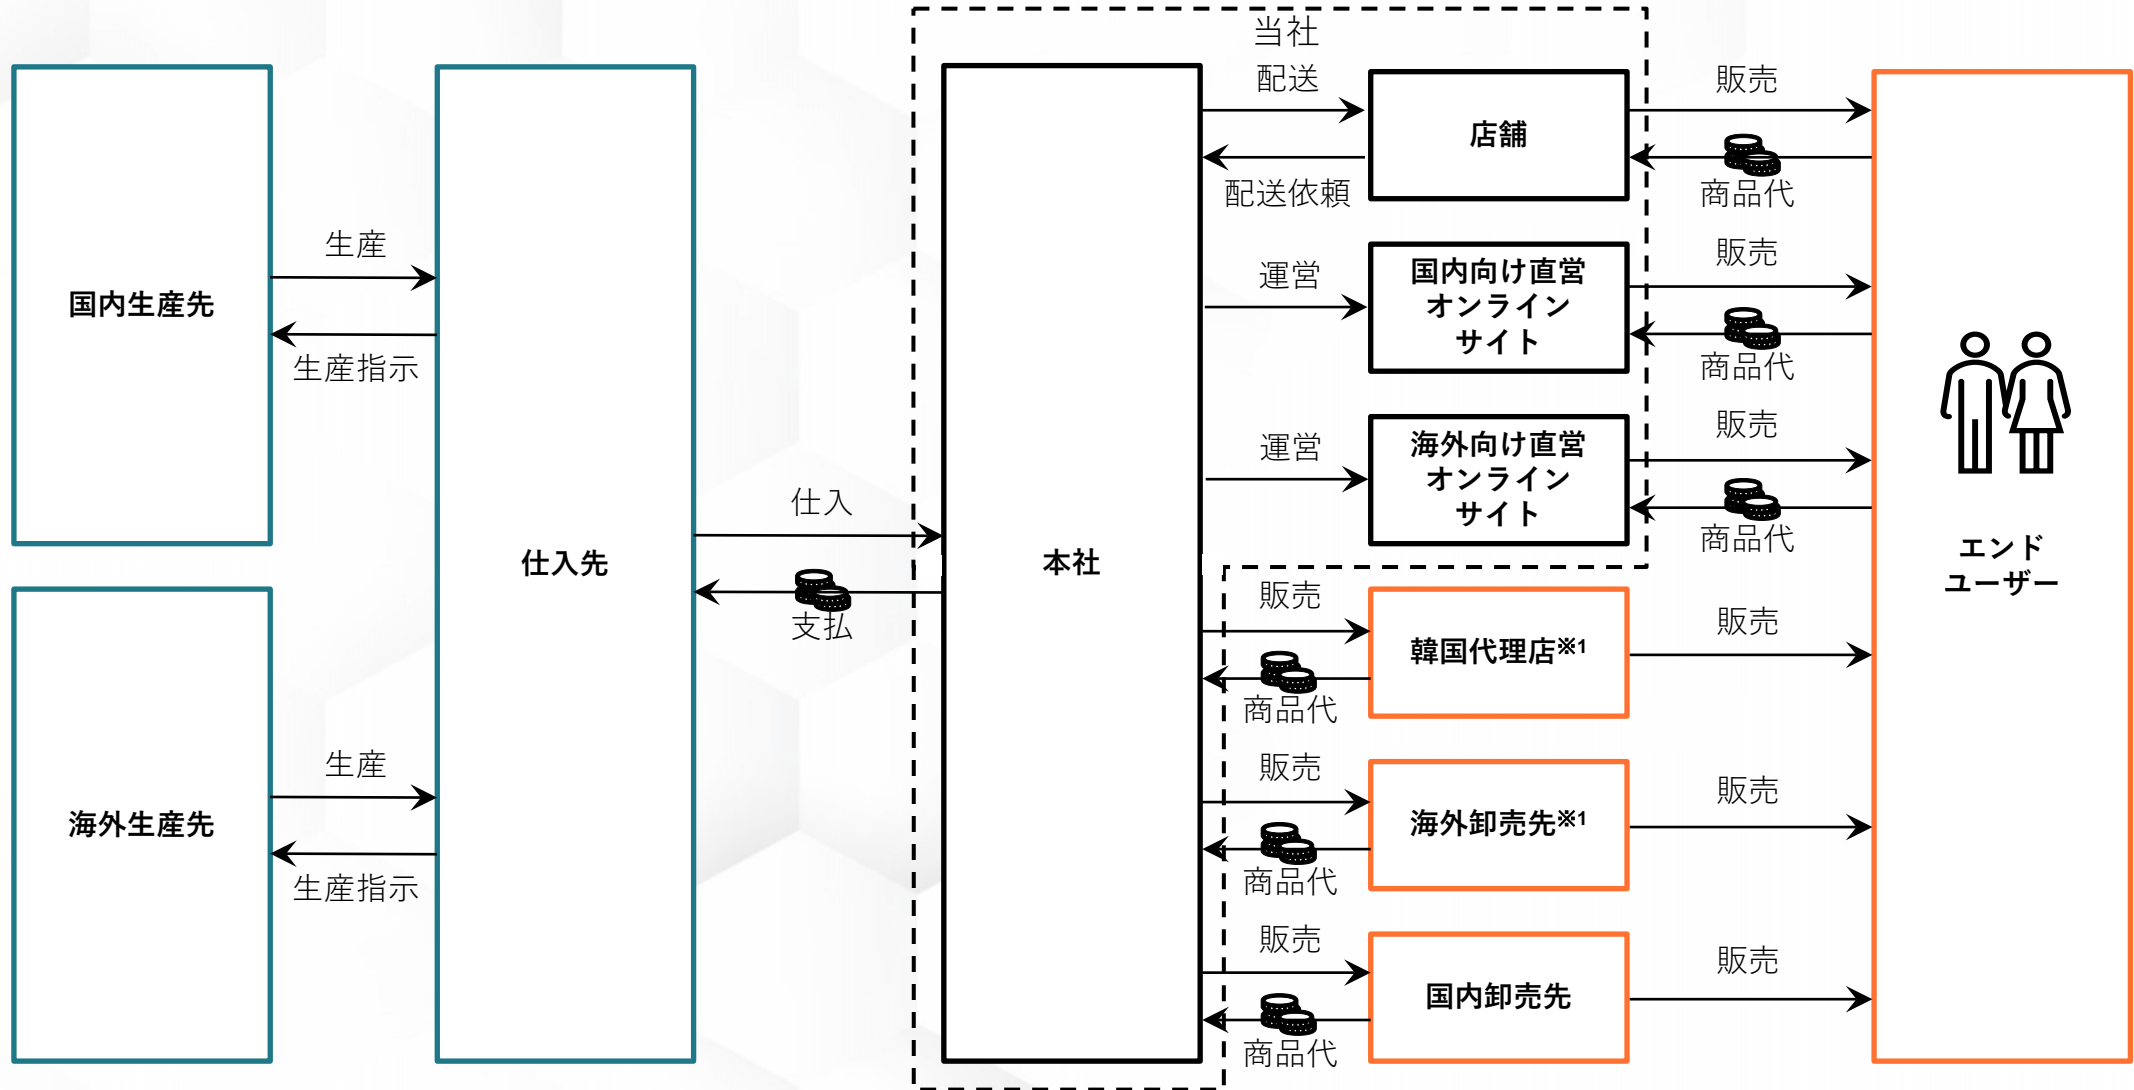 当社
配送
配送依頼
店舗
販売
商品代
運営
国内向け直営
オンライン
サイト
販売
商品代
運営
海外向け直営
オンライン
サイト
販売
商品代
国内生産先
生産
生産指示
海外生産先
生産
生産指示
仕入先
仕入
支払
本社
販売
商品代
韓国代理店※1
販売
販売
商品代
海外卸売先※1
販売
販売
商品代
国内卸売先
販売
エンド
ユーザー